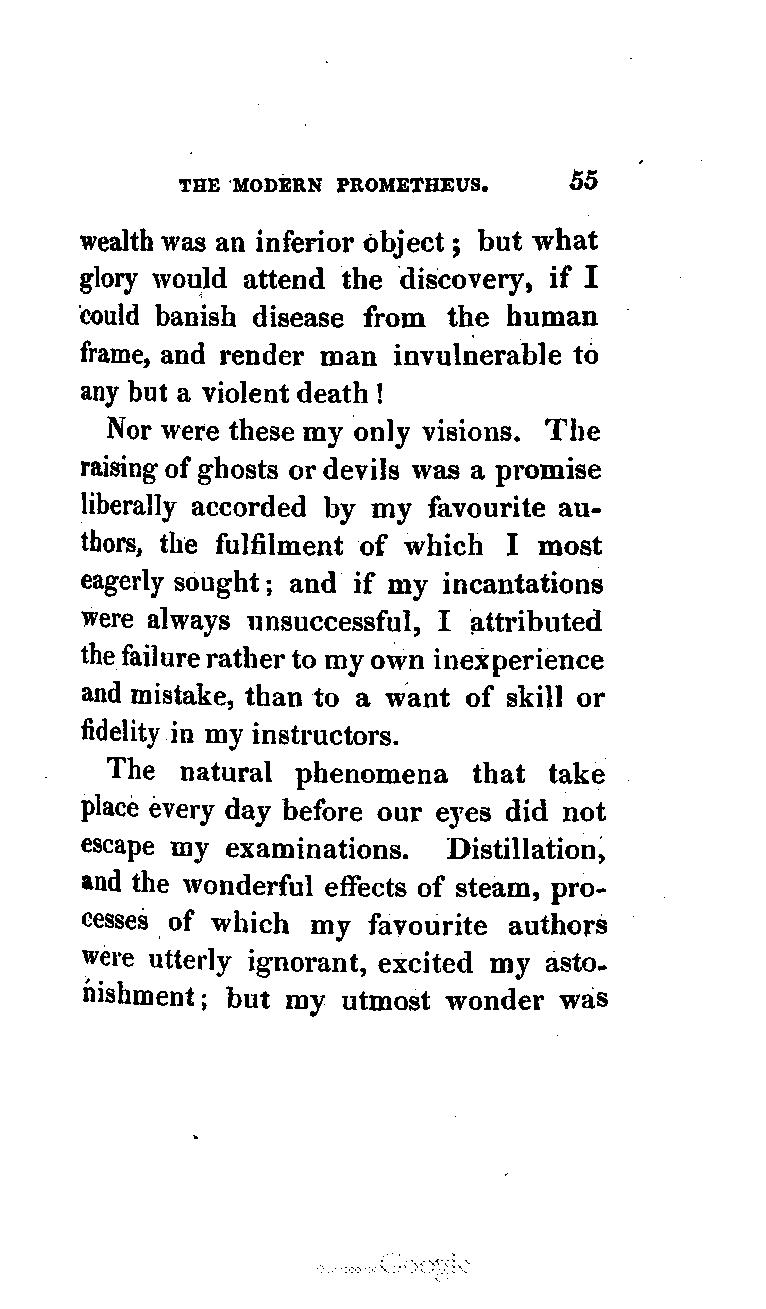 THE MODERN PROMETHEUS. 55
wealth was an inferior object ; but what
glory would attend the discovery, if I
could banish disease from the human
frame, and render man invulnerable to
any but a violent death !
Nor were these my only visions. The
raising of ghosts or devils was a promise
liberally accorded by my favourite au-
thors, the fulfilment of which I most
eagerly sought ; and if my incantations
were always unsuccessful, I attributed
the failure rather to my own inexperience
and mistake, than to a want of skill or
fidelity in my instructors.
The natural phenomena that take
place every day before our eyes did not
escape my examinations. Distillation,
and the wonderful effects of steam, pro-
cesses of which my favourite authors
were utterly ignorant, excited my asto-
nishment ; but my utmost wonder was
Google